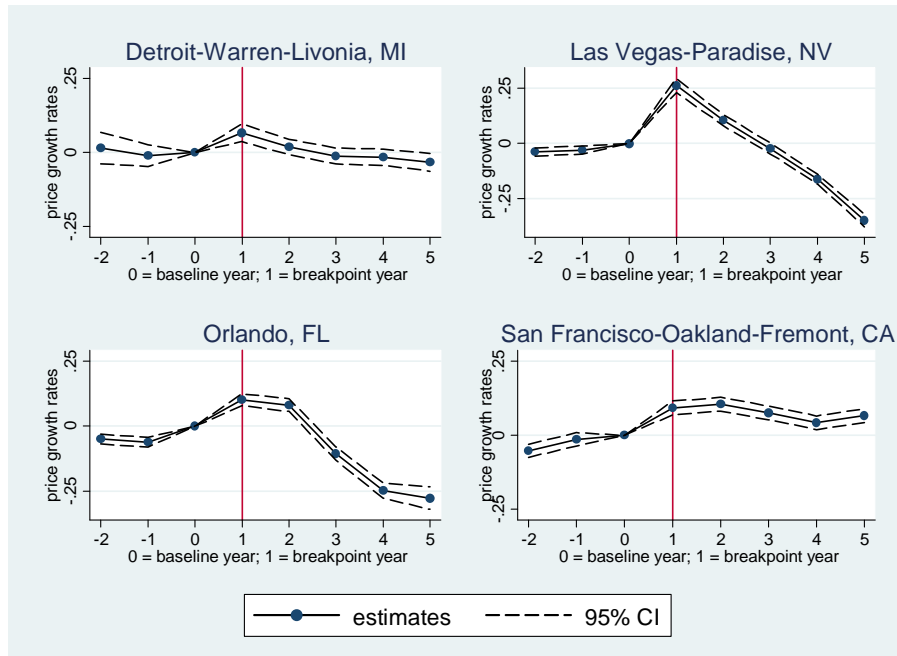 Detroit-Warren-Livonia, MI
price growth rates
-.25 0 .25
-2 -1 0 1 2 3 4 5
0 = baseline year; 1 = breakpoint year
Las Vegas-Paradise, NV
price growth rates
-.25 0 .25
-2 -1 0 1 2 3 4 5
0 = baseline year; 1 = breakpoint year
Orlando, FL
price growth rates
-.25 0 .25
-2 -1 0 1 2 3 4 5
0 = baseline year; 1 = breakpoint year
San Francisco-Oakland-Fremont, CA
price growth rates
-.25 0 .25
-2 -1 0 1 2 3 4 5
0 = baseline year; 1 = breakpoint year
estimates 95% CI